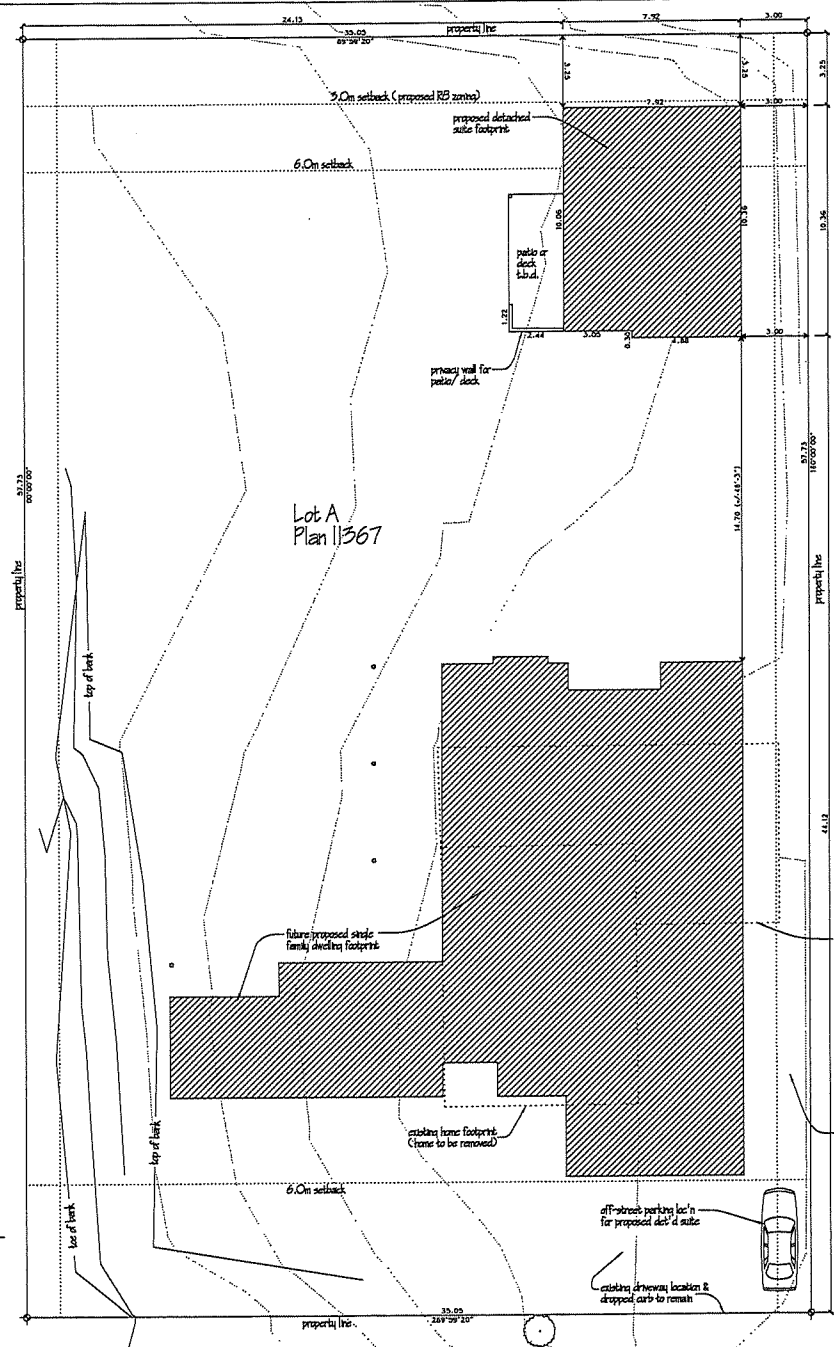 24.13
7.92
3.00
35.05
property line
89°59'20"
3.25
3.25
3.25
3.0m setback (proposed RS3 zoning)
7.92
3.00
proposed detached
suite footprint
6.0m setback
10.06
10.36
10.36
patio or
deck
t.b.d.
1.22
2.44
3.05
0.30
4.88
3.00
privacy wall for
patio/ deck
57.73
00°00'00"
property line
14.70 (+/-48'-3")
57.73
180°00'00"
property line
Lot A
Plan 11367
top of bank
44.12
future proposed single
family dwelling footprint
existing home footprint
(home to be removed)
top of bank
toe of bank
6.0m setback
off-street parking loc'n
for proposed det'd suite
existing driveway location &
dropped curb to remain
35.05
property line
269°59'20"